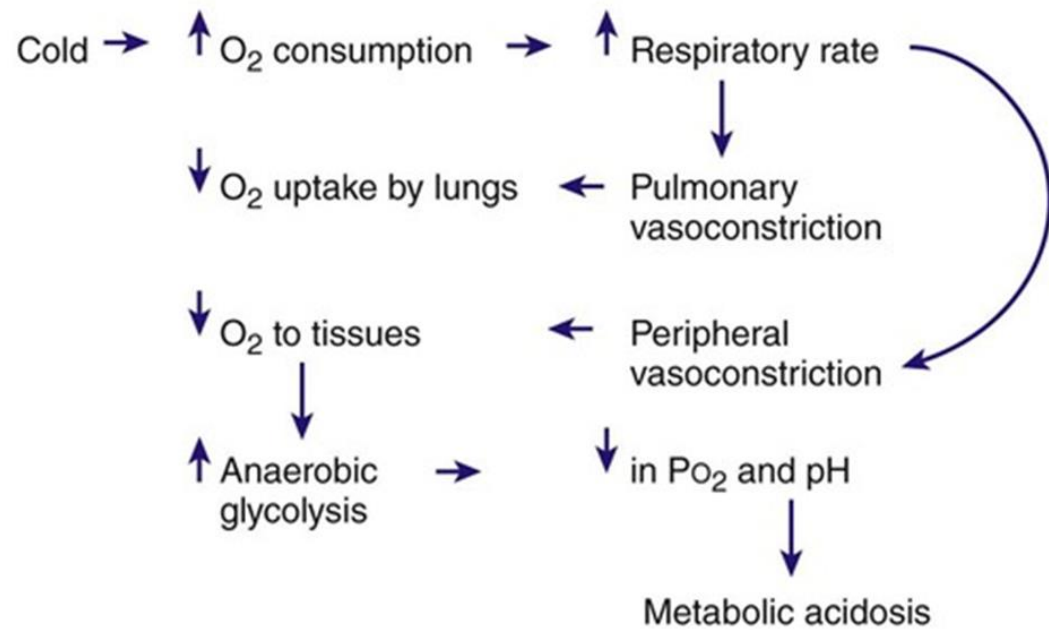 Cold → ↑ O₂ consumption → ↑ Respiratory rate
↓ O₂ uptake by lungs ← Pulmonary
vasoconstriction
↓ O₂ to tissues ← Peripheral
vasoconstriction
↑ Anaerobic → ↓ in PO₂ and pH
glycolysis
Metabolic acidosis